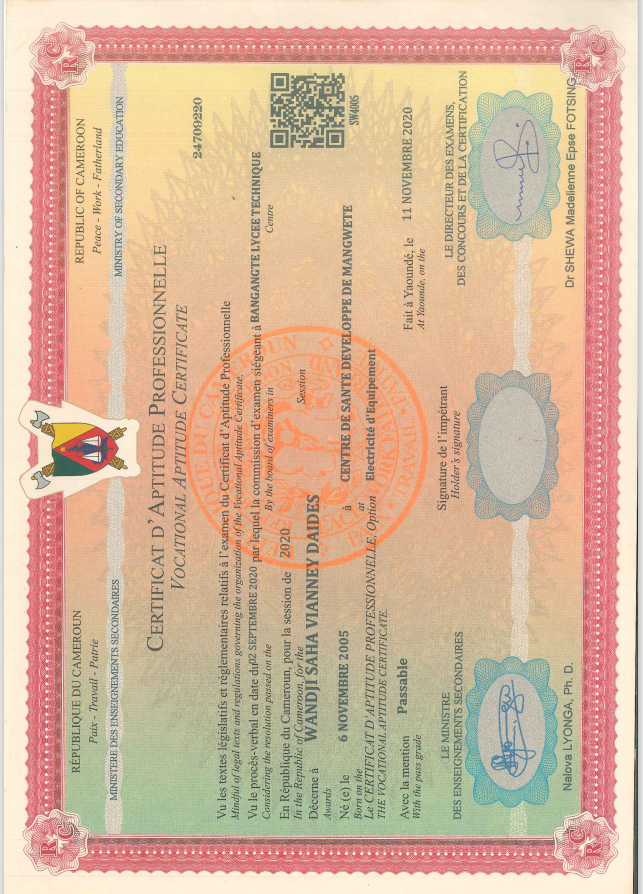 RÉPUBLIQUE DU CAMEROUN
Paix - Travail - Patrie
MINISTERE DES ENSEIGNEMENTS SECONDAIRES
REPUBLIC OF CAMEROON
Peace - Work - Fatherland
MINISTRY OF SECONDARY EDUCATION
CERTIFICAT D'APTITUDE PROFESSIONNELLE
VOCATIONAL APTITUDE CERTIFICATE
24709220
Vu les textes législatifs et réglementaires relatifs à l'examen du Certificat d'Aptitude Professionnelle
Mindful of legal texts and regulations governing the organization of the Vocational Aptitude Certificate,
Vu le procès-verbal en date du 02 SEPTEMBRE 2020 par lequel la commission d'examen siégeant à BANGANGTE LYCEE TECHNIQUE
Considering the resolution passed on the By the board of examiners in Centre
En République du Cameroun, pour la session de 2020
In the Republic of Cameroon, for the Session
Décerne à WANDJI SAHA VIANNEY DAIDES
Awards
Né (e) le 6 NOVEMBRE 2005 à CENTRE DE SANTE DEVELOPPE DE MANGWETE
Born on the at
Le CERTIFICAT D'APTITUDE PROFESSIONNELLE, Option Electricité d'Equipement
THE VOCATIONAL APTITUDE CERTIFICATE.
Avec la mention Passable
With the pass grade
Fait à Yaoundé, le 11 NOVEMBRE 2020
At Yaounde, on the
SW4005
LE MINISTRE
DES ENSEIGNEMENTS SECONDAIRES
Nalova LYONGA, Ph. D.
Signature de l'impétrant
Holder's signature
LE DIRECTEUR DES EXAMENS,
DES CONCOURS ET DE LA CERTIFICATION
Dr SHEWA Madelienne Epse FOTSING
RC
RC
RC
RC